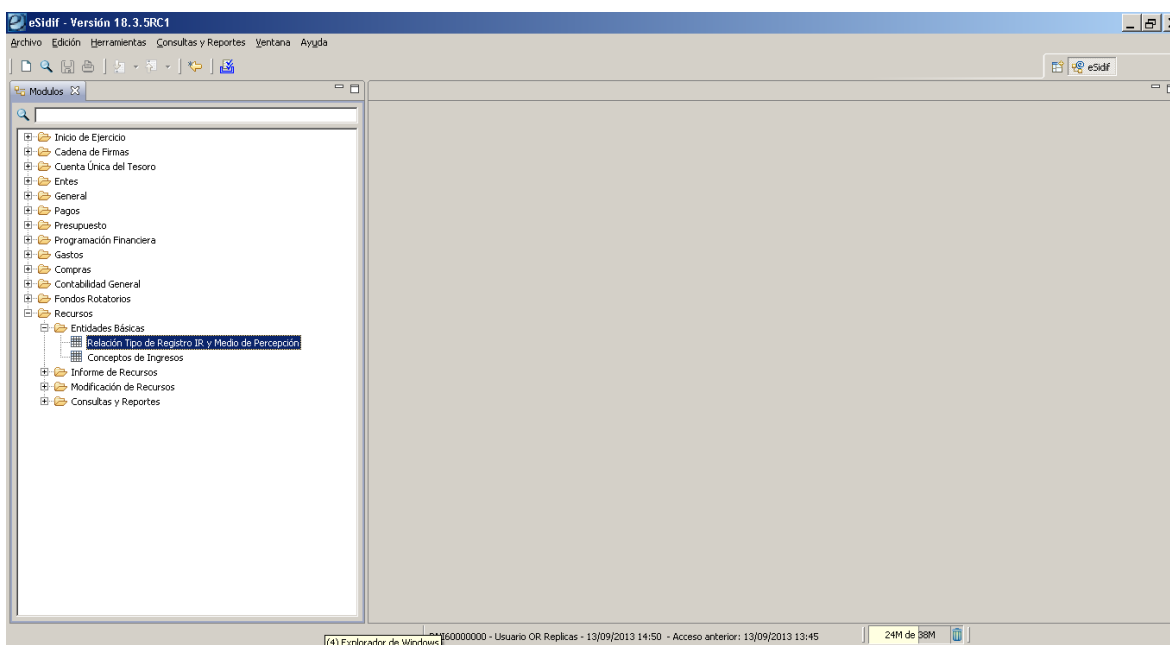 eSidif - Versión 18.3.5RC1
Archivo Edición Herramientas Consultas y Reportes Ventana Ayuda
eSidif
Modulos
Inicio de Ejercicio
Cadena de Firmas
Cuenta Única del Tesoro
Entes
General
Pagos
Presupuesto
Programación Financiera
Gastos
Compras
Contabilidad General
Fondos Rotatorios
Recursos
Entidades Básicas
Relación Tipo de Registro IR y Medio de Percepción
Conceptos de Ingresos
Informe de Recursos
Modificación de Recursos
Consultas y Reportes
(4) Explorador de Windows
60000000 - Usuario OR Replicas - 13/09/2013 14:50 - Acceso anterior: 13/09/2013 13:45
24M de 38M